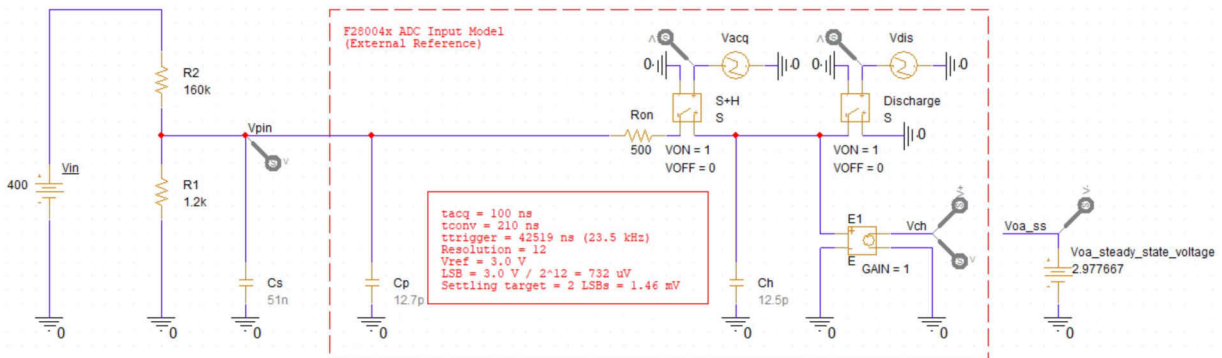 F28004x ADC Input Model
(External Reference)
Vacq
Vdis
0
0
0
0
R2
160k
S+H
S
Discharge
S
Ron
500
0
Vpin
VON = 1
VOFF = 0
VON = 1
VOFF = 0
Vin
400
R1
1.2k
tacq = 100 ns
tconv = 210 ns
ttrigger = 42519 ns (23.5 kHz)
Resolution = 12
Vref = 3.0 V
LSB = 3.0 V / 2^12 = 732 uV
Settling target = 2 LSBs = 1.46 mV
E1
E
GAIN = 1
Vch
Voa_ss
Voa_steady_state_voltage
2.977667
Cs
51n
Cp
12.7p
Ch
12.5p
0
0
0
0
0
0
0
0